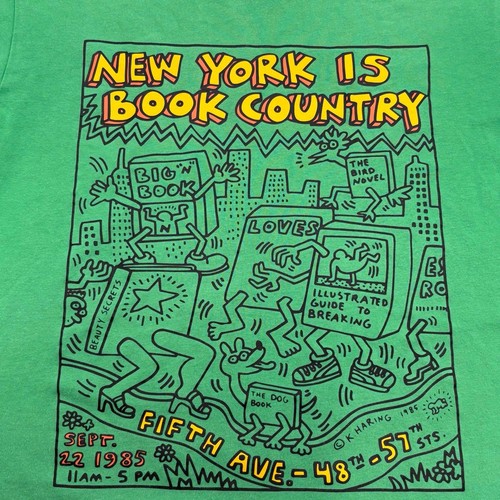 NEW YORK IS
BOOK COUNTRY
THE
BIRD
NOVEL
BIG "N"
BOOK
N
LOVES
BEAUTY SECRETS
ILLUSTRATED
GUIDE TO
BREAKING
THE DOG
BOOK
© K. HARING 1985
FIFTH AVE. - 48TH - 57TH STS.
SEPT.
22 1985
11AM - 5 PM